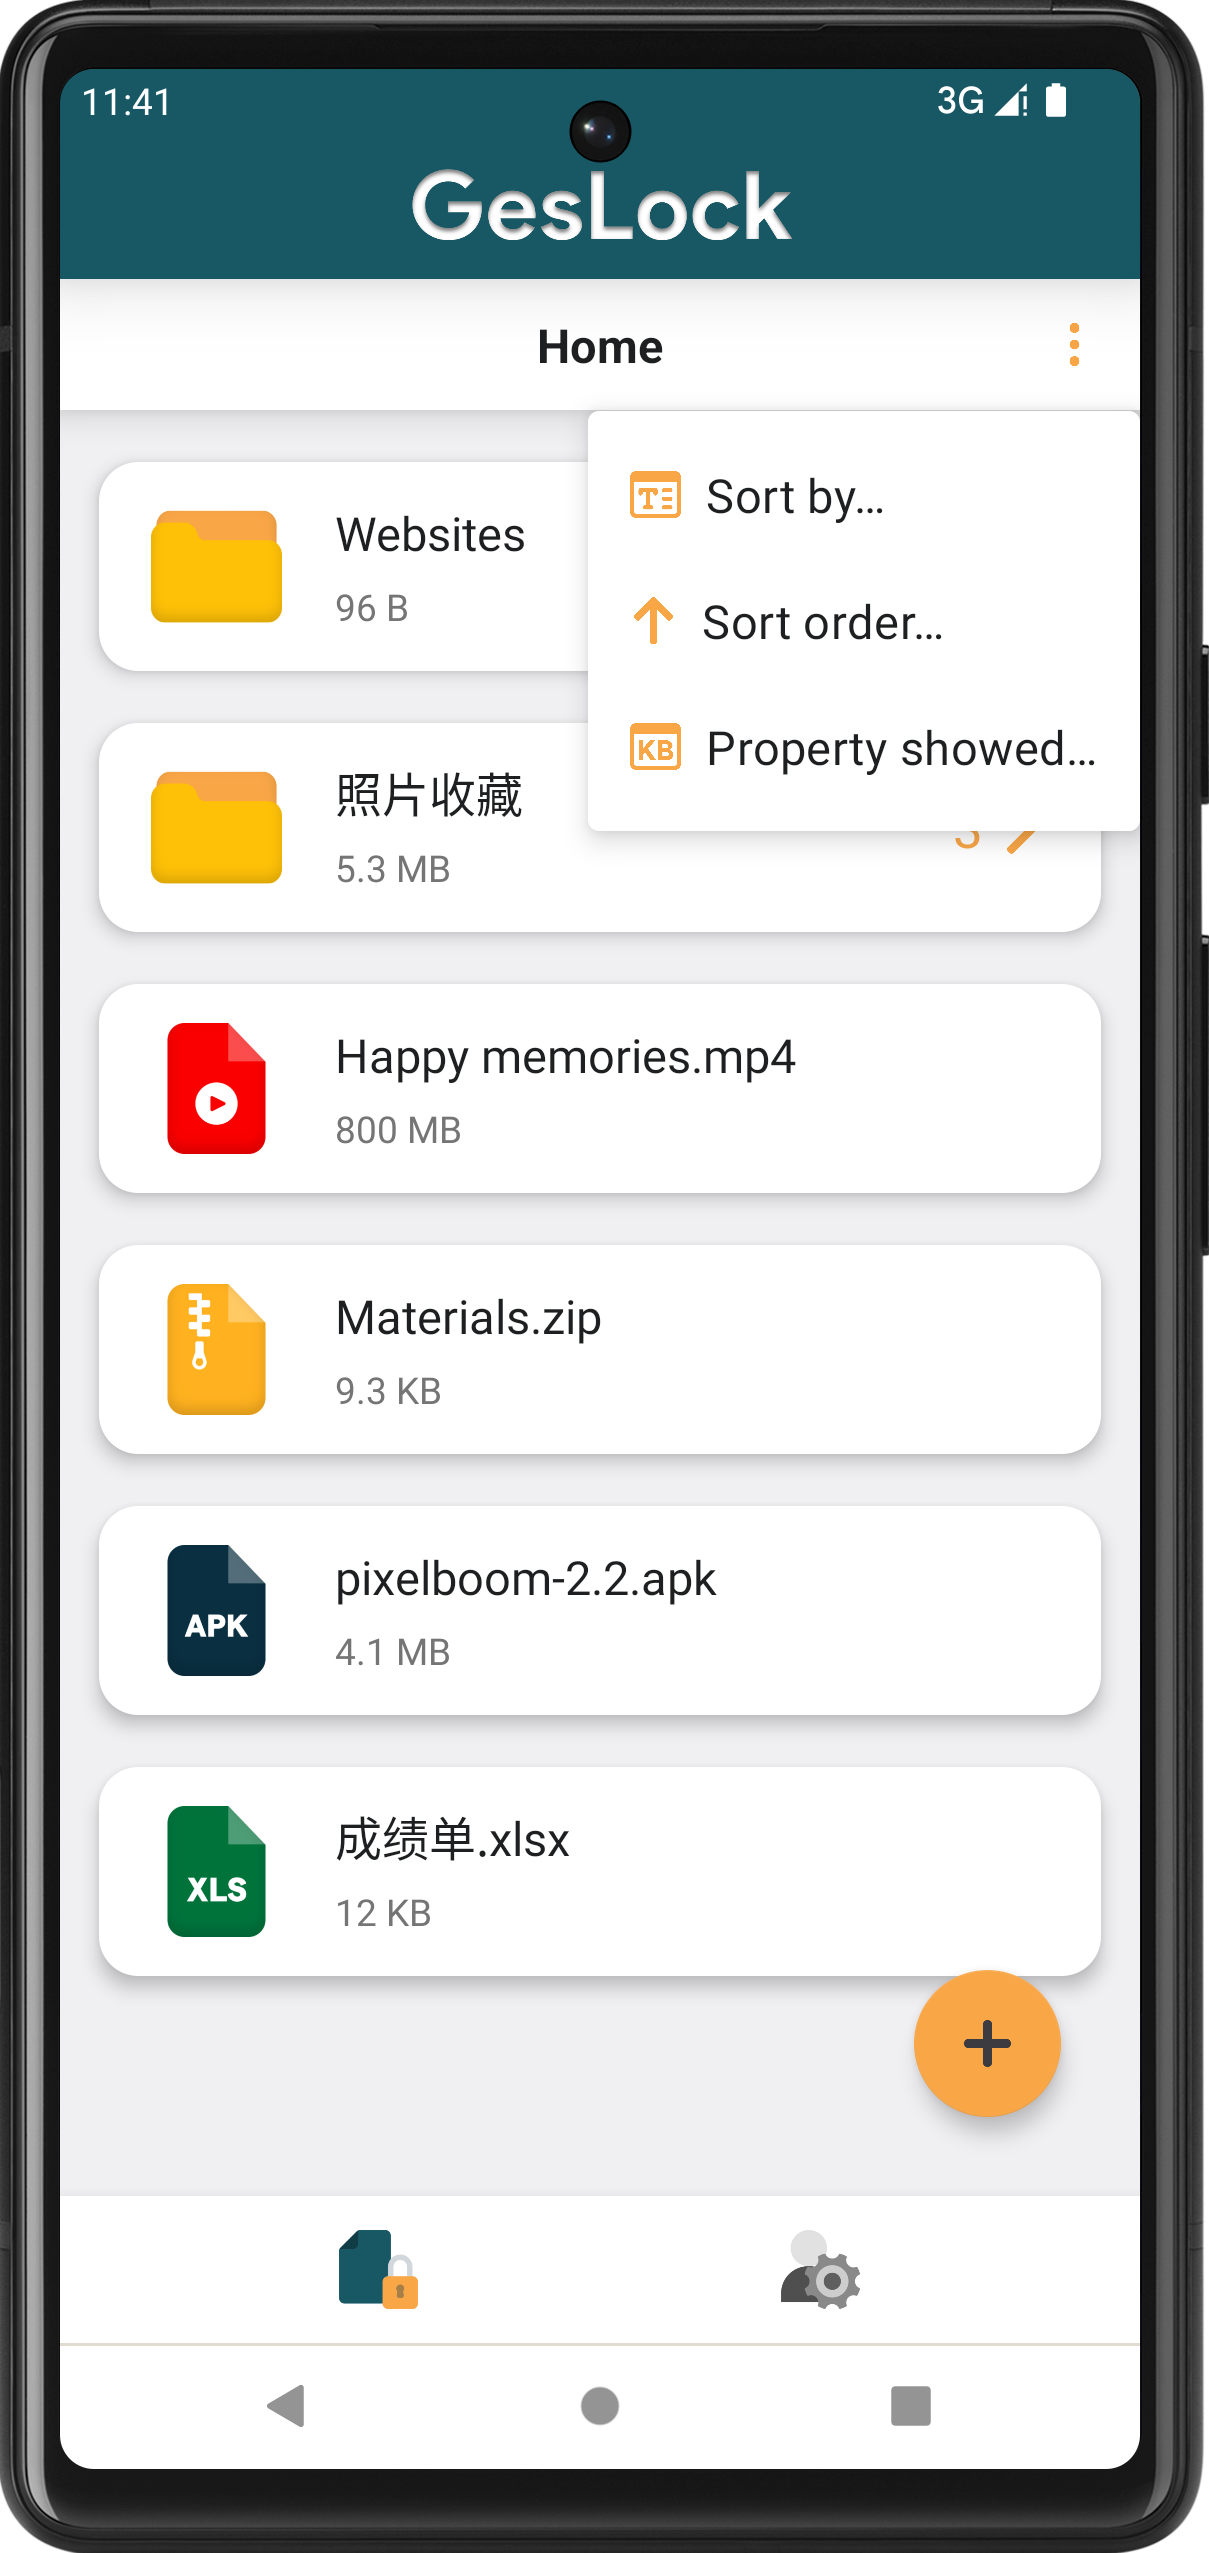 11:41
3G
GesLock
Home
Sort by...
Sort order...
KB
Property showed...
Websites
96 B
照片收藏
5.3 MB
Happy memories.mp4
800 MB
Materials.zip
9.3 KB
pixelboom-2.2.apk
4.1 MB
APK
成绩单.xlsx
12 KB
XLS